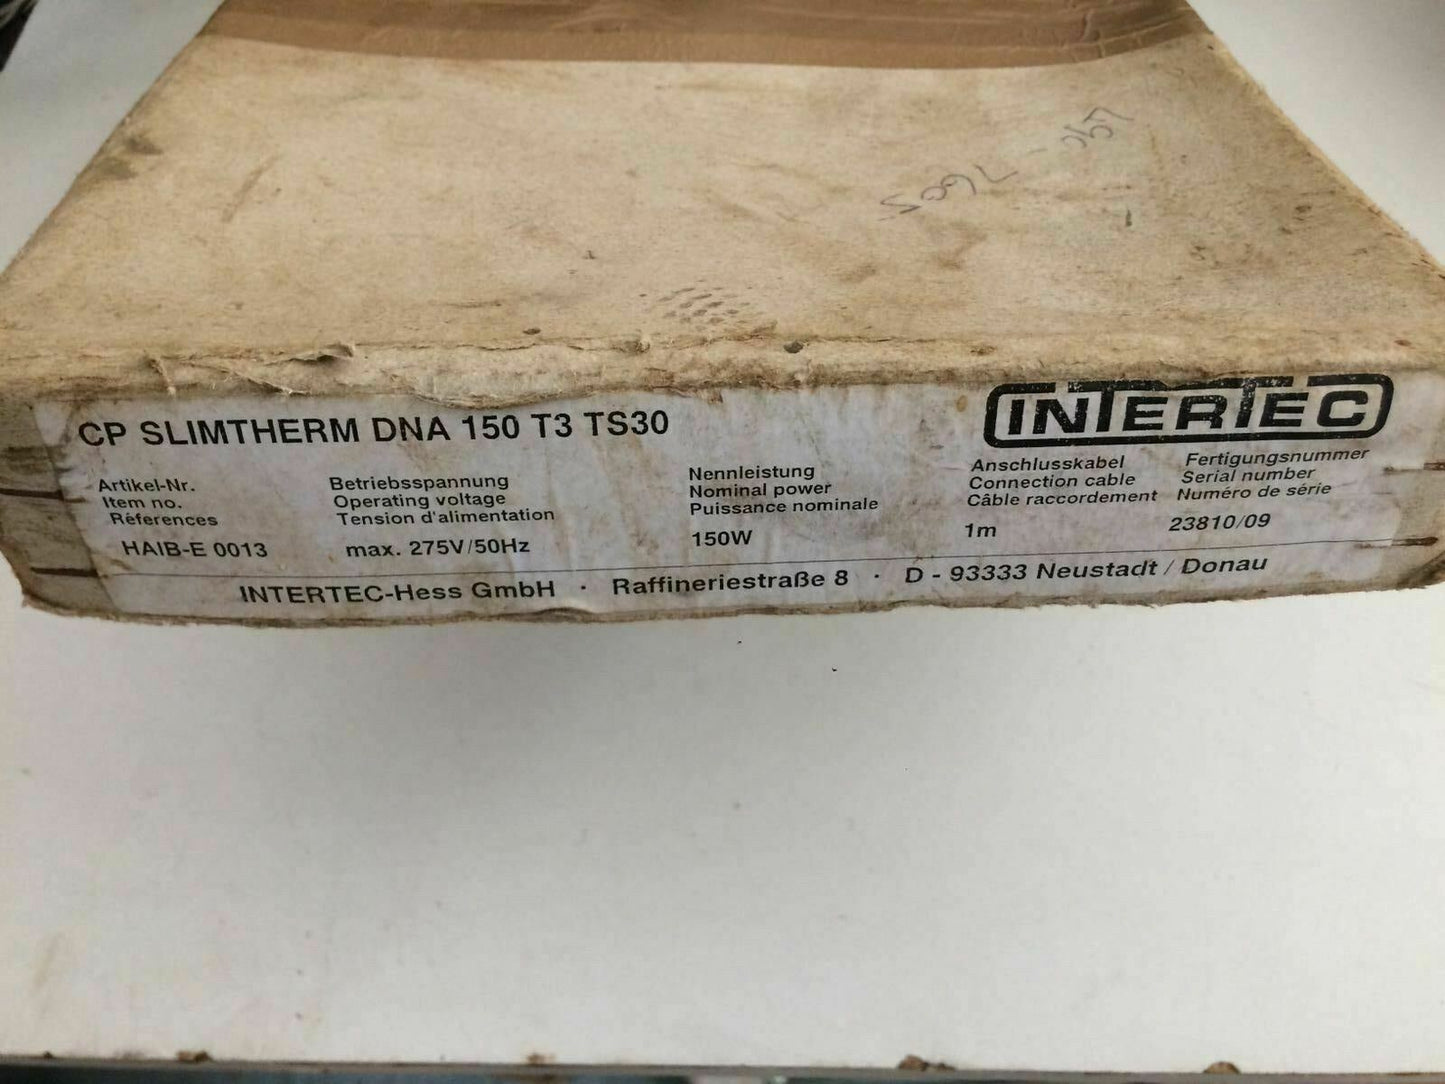 CP SLIMTHERM DNA 150 T3 TS30
INTERTEC
Artikel-Nr.
Item no.
Réferences
HAIB-E 0013
Betriebsspannung
Operating voltage
Tension d'alimentation
max. 275V/50Hz
Nennleistung
Nominal power
Puissance nominale
150W
Anschlusskabel
Connection cable
Câble raccordement
1m
Fertigungsnummer
Serial number
Numéro de série
23810/09
INTERTEC-Hess GmbH · Raffineriestraße 8 · D - 93333 Neustadt / Donau